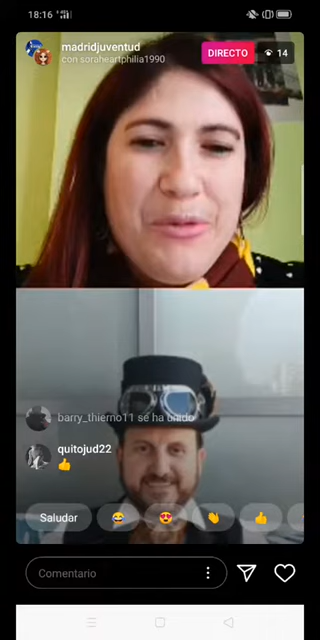 18:16
madridjuventud
con soraheartphilia1990
DIRECTO
14
barry_thierno11 se ha unido
quitojud22
Saludar
Comentario